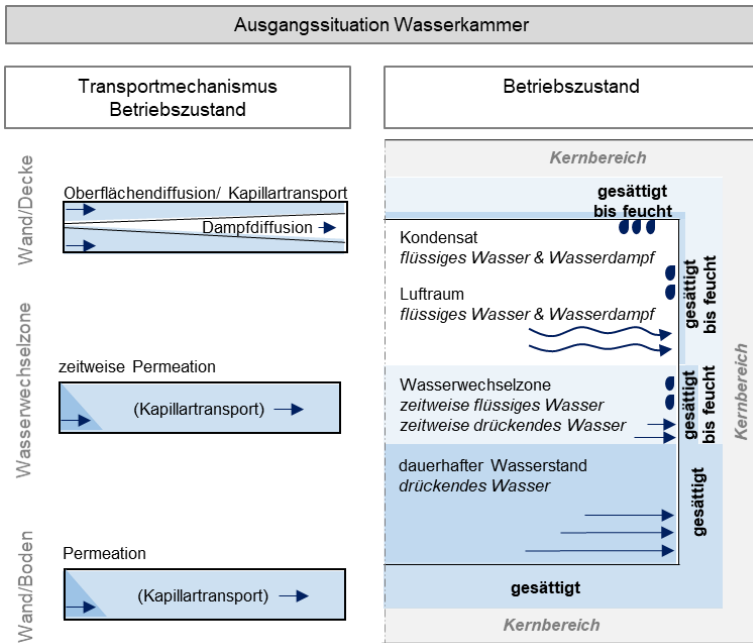 Ausgangssituation Wasserkammer
Transportmechanismus
Betriebszustand
Wand/Decke
Oberflächendiffusion/ Kapillartransport
Dampfdiffusion
Wasserwechselzone
zeitweise Permeation
(Kapillartransport)
Wand/Boden
Permeation
(Kapillartransport)
Betriebszustand
Kernbereich
gesättigt
bis feucht
Kondensat
flüssiges Wasser & Wasserdampf
Luftraum
flüssiges Wasser & Wasserdampf
gesättigt
bis feucht
Wasserwechselzone
zeitweise flüssiges Wasser
zeitweise drückendes Wasser
gesättigt
bis feucht
Kernbereich
dauerhafter Wasserstand
drückendes Wasser
gesättigt
gesättigt
Kernbereich